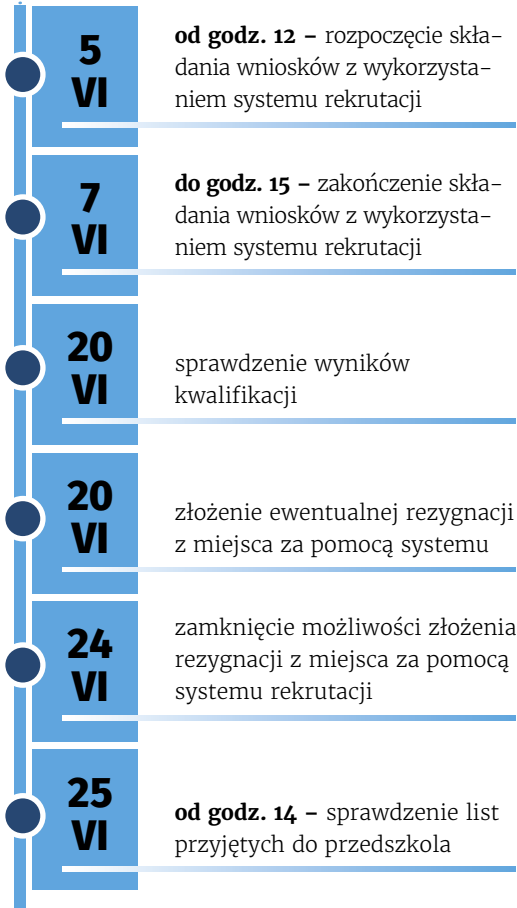 5
VI
od godz. 12 – rozpoczęcie skła-
dania wniosków z wykorzysta-
niem systemu rekrutacji
7
VI
do godz. 15 – zakończenie skła-
dania wniosków z wykorzysta-
niem systemu rekrutacji
20
VI
sprawdzenie wyników
kwalifikacji
20
VI
złożenie ewentualnej rezygnacji
z miejsca za pomocą systemu
24
VI
zamknięcie możliwości złożenia
rezygnacji z miejsca za pomocą
systemu rekrutacji
25
VI
od godz. 14 – sprawdzenie list
przyjętych do przedszkola